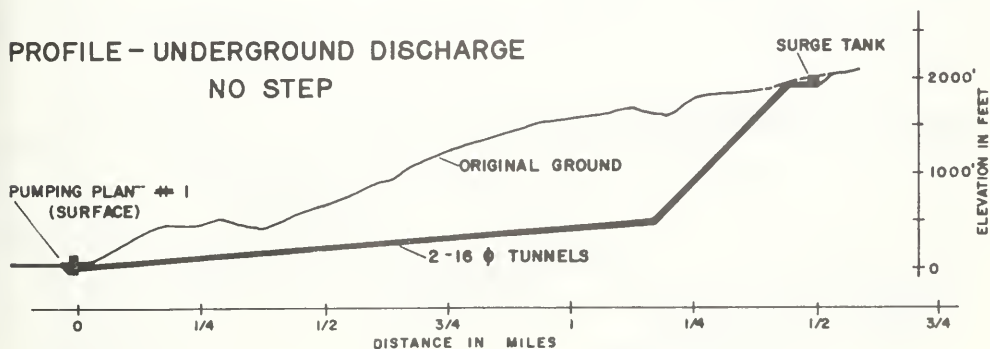 PROFILE - UNDERGROUND DISCHARGE
NO STEP
SURGE TANK
2000'
ORIGINAL GROUND
1000'
ELEVATION IN FEET
PUMPING PLANT # 1
(SURFACE)
2-16 ϕ TUNNELS
0
0 1/4 1/2 3/4 1 1/4 1/2 3/4
DISTANCE IN MILES